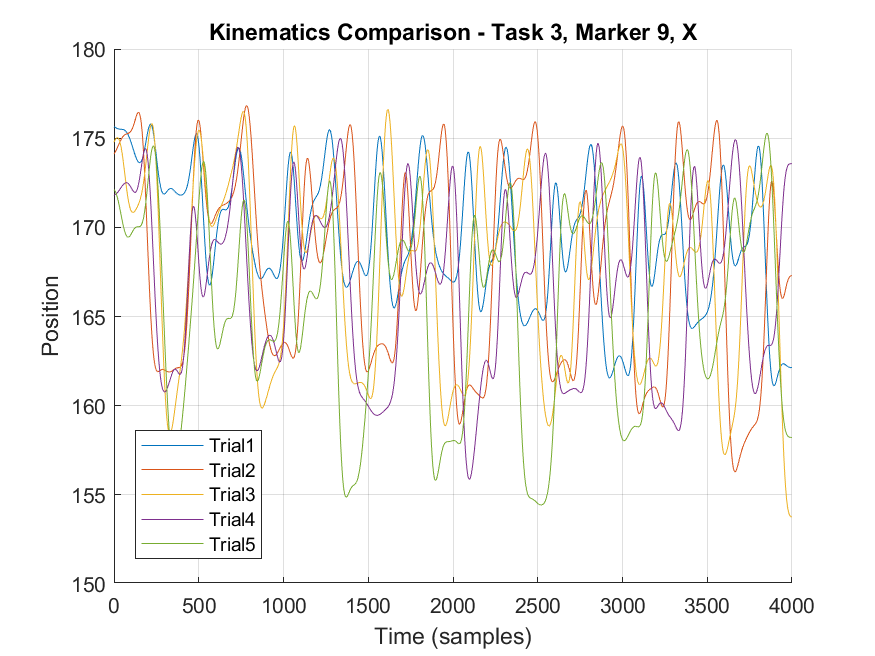 Kinematics Comparison - Task 3, Marker 9, X
180
175
170
165
160
155
150
Position
Trial1
Trial2
Trial3
Trial4
Trial5
0 500 1000 1500 2000 2500 3000 3500 4000
Time (samples)